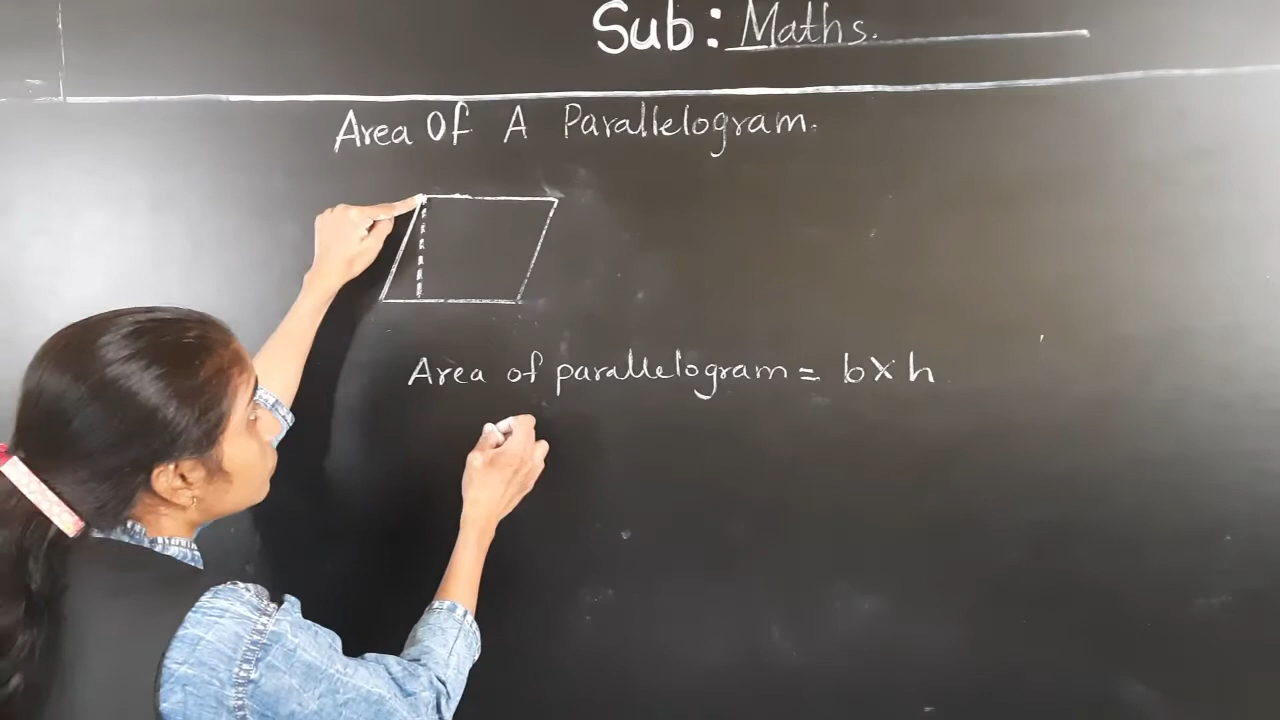 Sub: Maths.
Area Of A Parallelogram.
Area of parallelogram = b×h